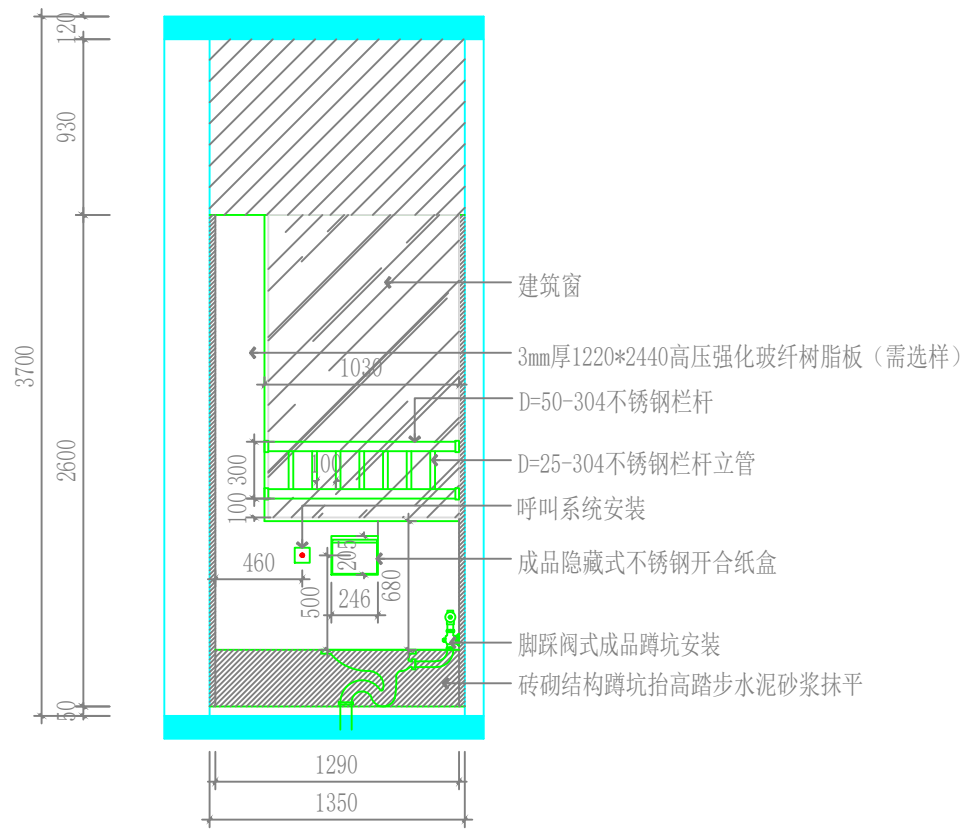 120
930
3700
2600
50
建筑窗
3mm厚1220*2440高压强化玻纤树脂板（需选样）
1030
D=50-304不锈钢栏杆
D=25-304不锈钢栏杆立管
100
300
100
呼叫系统安装
成品隐藏式不锈钢开合纸盒
460
205
246
500
680
脚踩阀式成品蹲坑安装
砖砌结构蹲坑抬高踏步水泥砂浆抹平
1290
1350